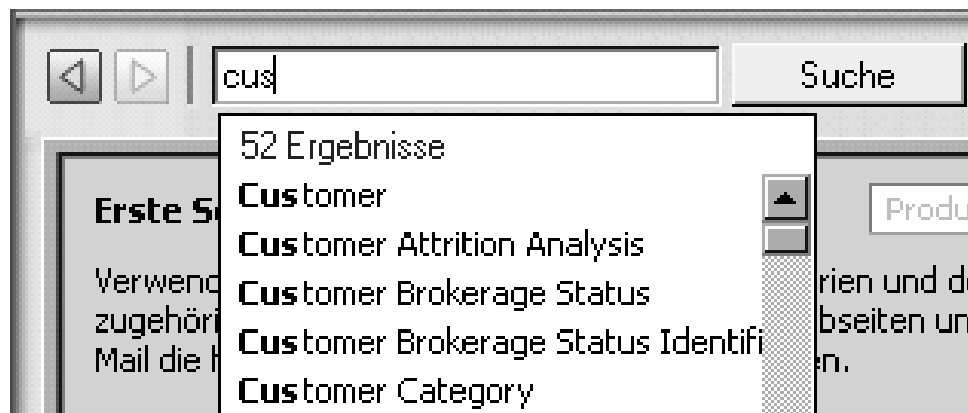 cus
Suche
52 Ergebnisse
Customer
Erste
Produ
Customer Attrition Analysis
Verwend
Customer Brokerage Status
rien und d
zugehöri
Customer Brokerage Status Identifi
bseiten un
Mail die
en.
Customer Category